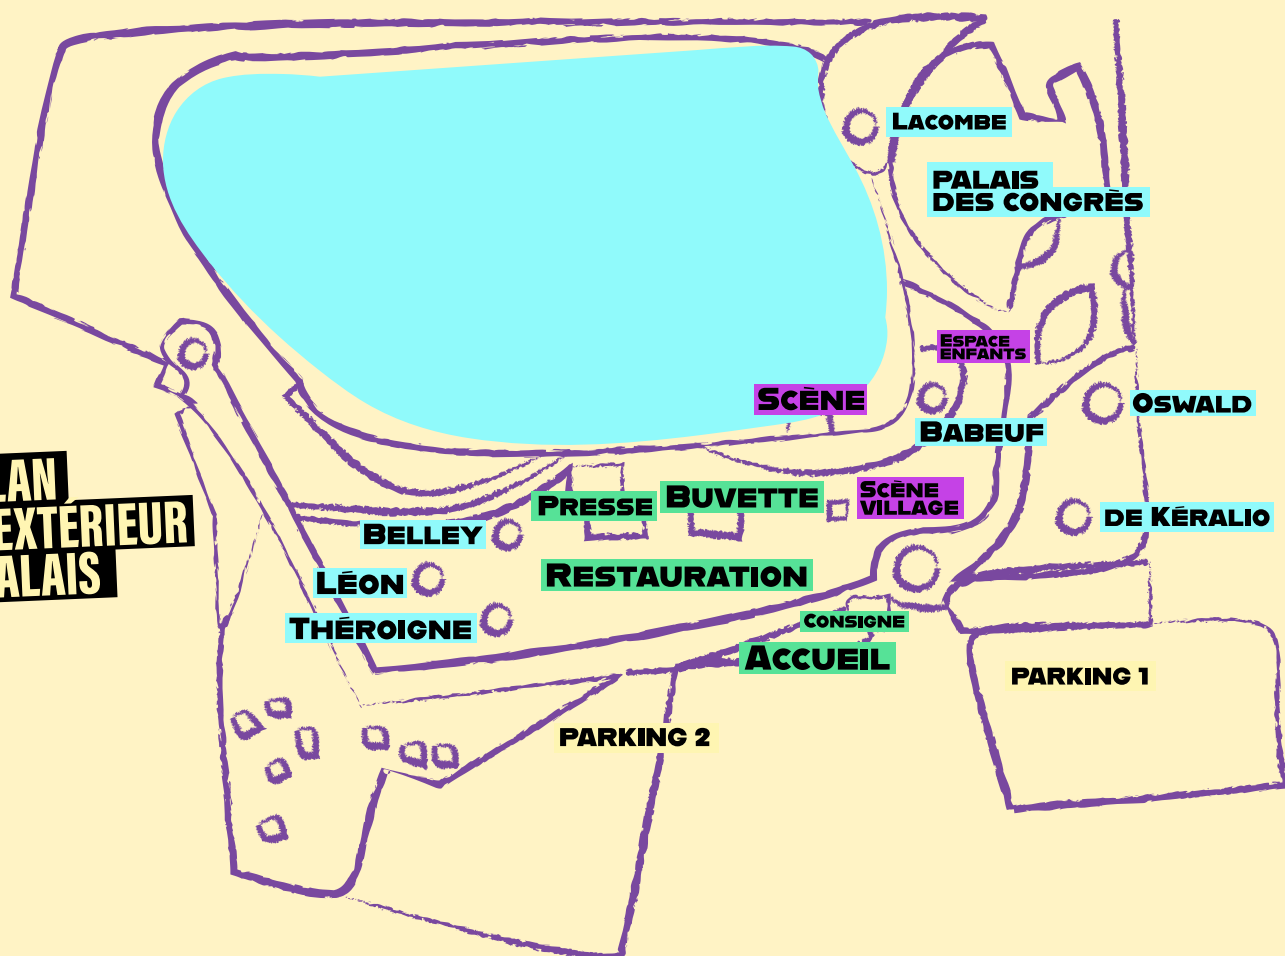 Lacombe
PALAIS
DES CONGRÈS
Espace
enfants
Scène
Oswald
Babeuf
Scène
village
Buvette
Presse
de Kéralio
Belley
Restauration
Léon
Théroigne
Consigne
Accueil
PARKING 1
PARKING 2
LAN
EXTÉRIEUR
ALAIS